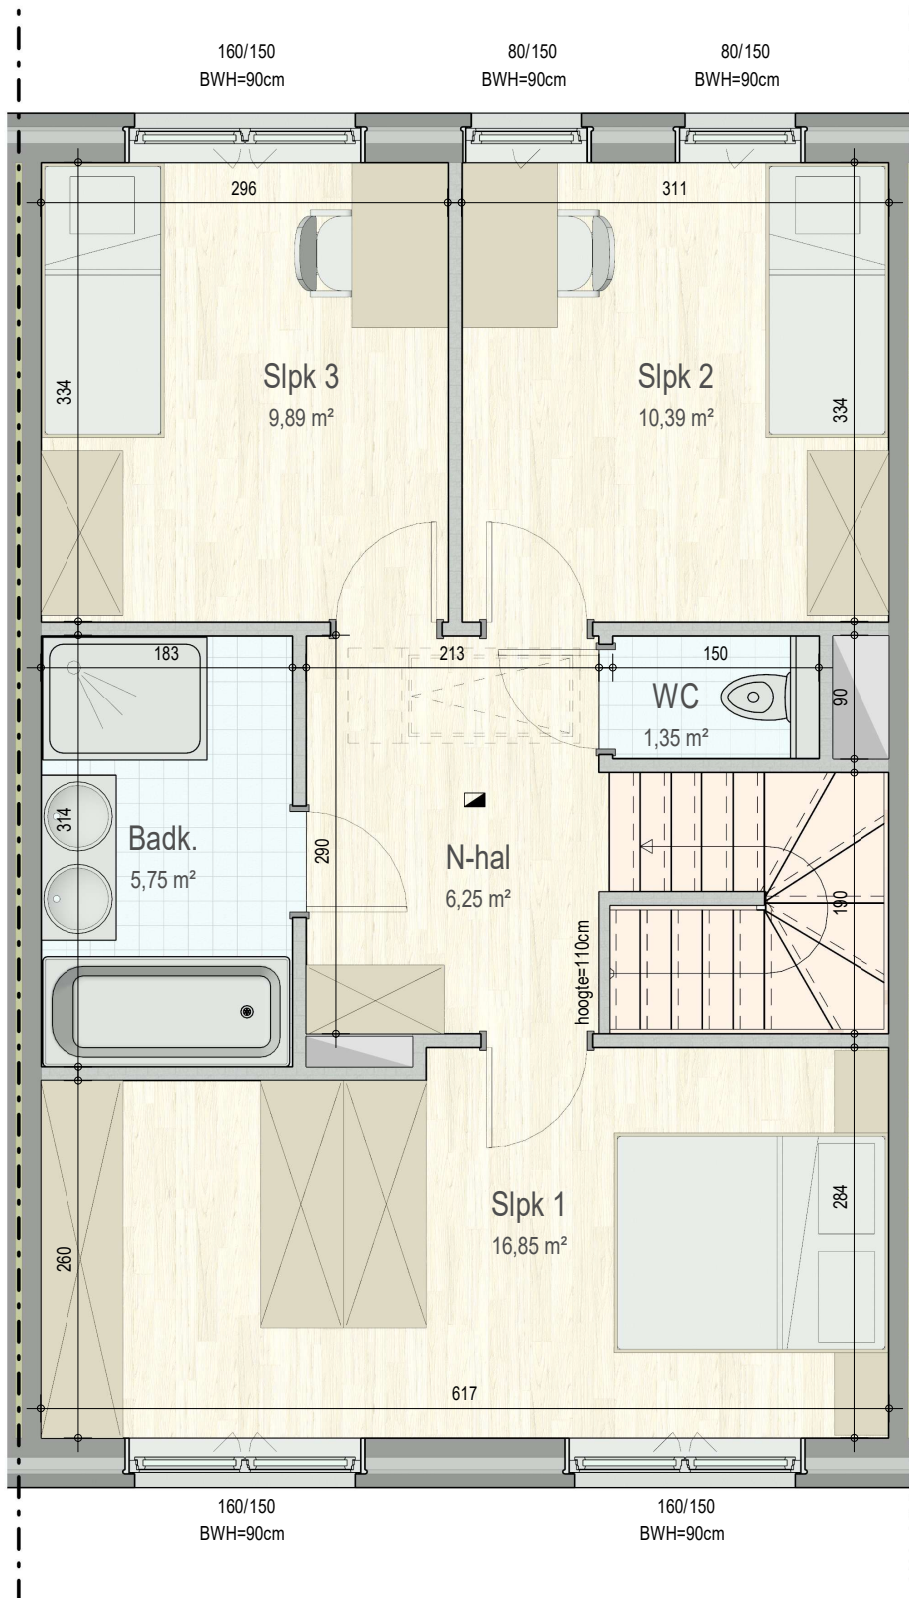 160/150
BWH=90cm
80/150
BWH=90cm
80/150
BWH=90cm
296
311
Slpk 3
9,89 m²
334
Slpk 2
10,39 m²
334
183
213
150
WC
1,35 m²
90
314
Badk.
5,75 m²
290
N-hal
6,25 m²
190
hoogte=110cm
Slpk 1
16,85 m²
284
260
617
160/150
BWH=90cm
160/150
BWH=90cm